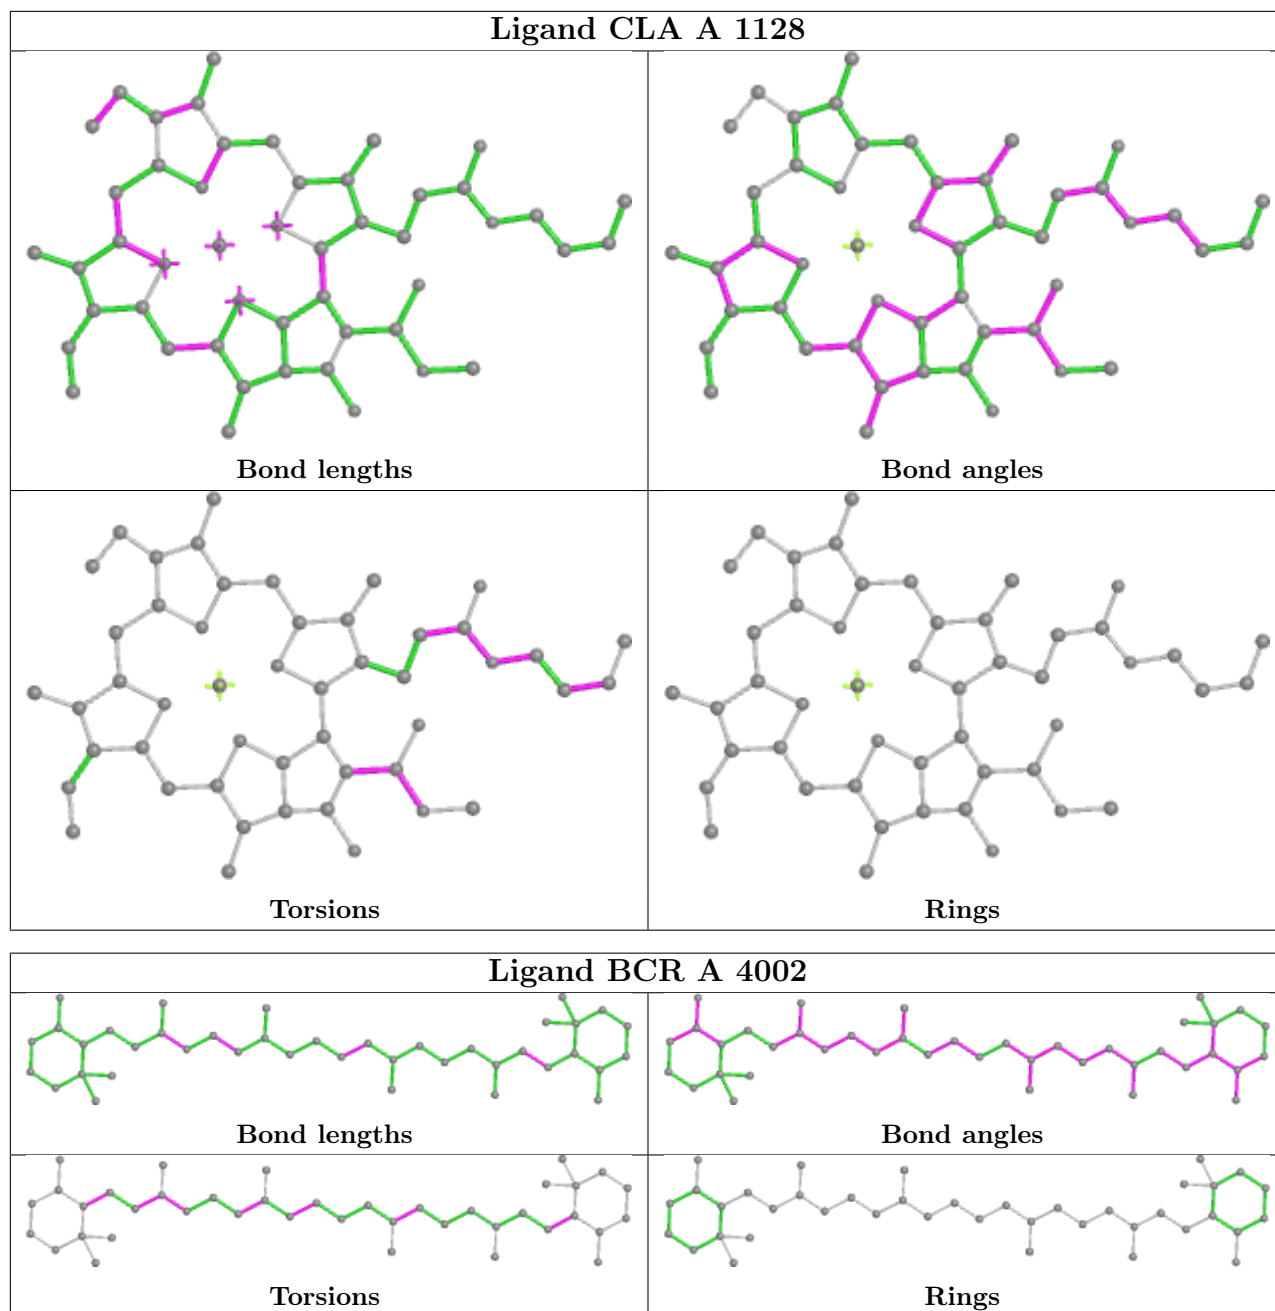 Ligand CLA A 1128
Bond lengths
Bond angles
Torsions
Rings
Ligand BCR A 4002
Bond lengths
Bond angles
Torsions
Rings